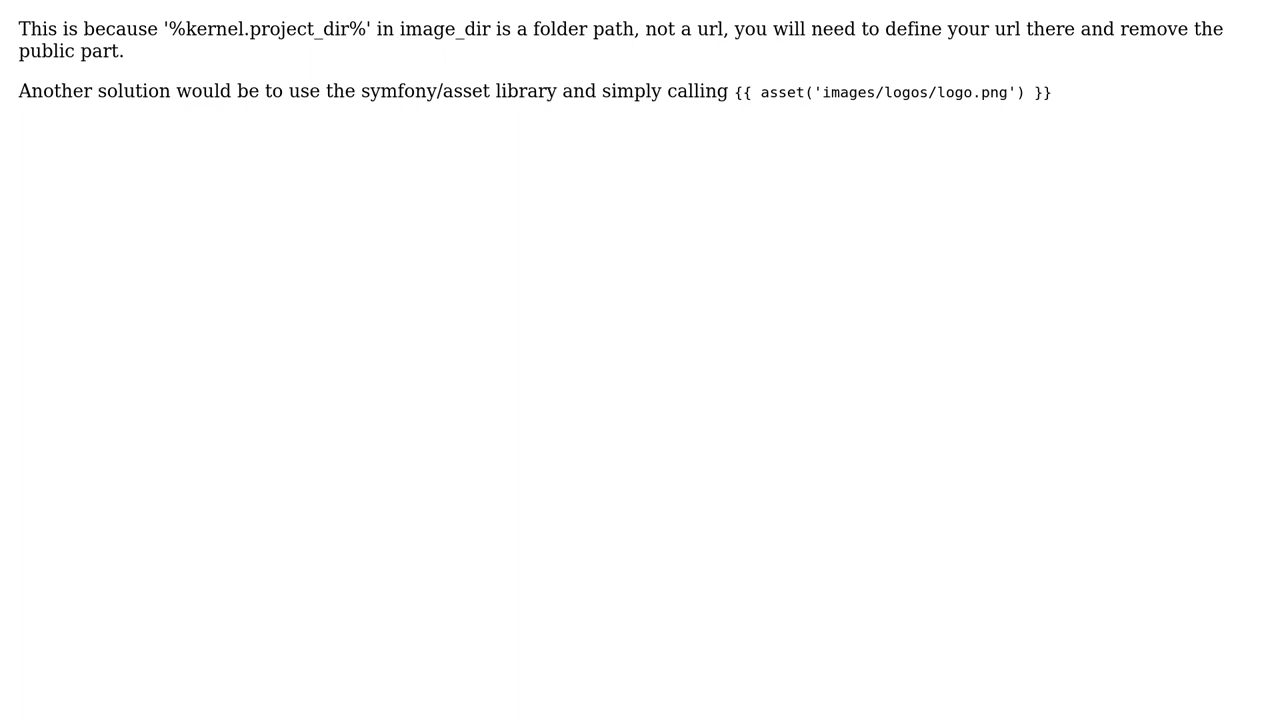 This is because '%kernel.project_dir%' in image_dir is a folder path, not a url, you will need to define your url there and remove the
public part.
Another solution would be to use the symfony/asset library and simply calling {{ asset('images/logos/logo.png') }}